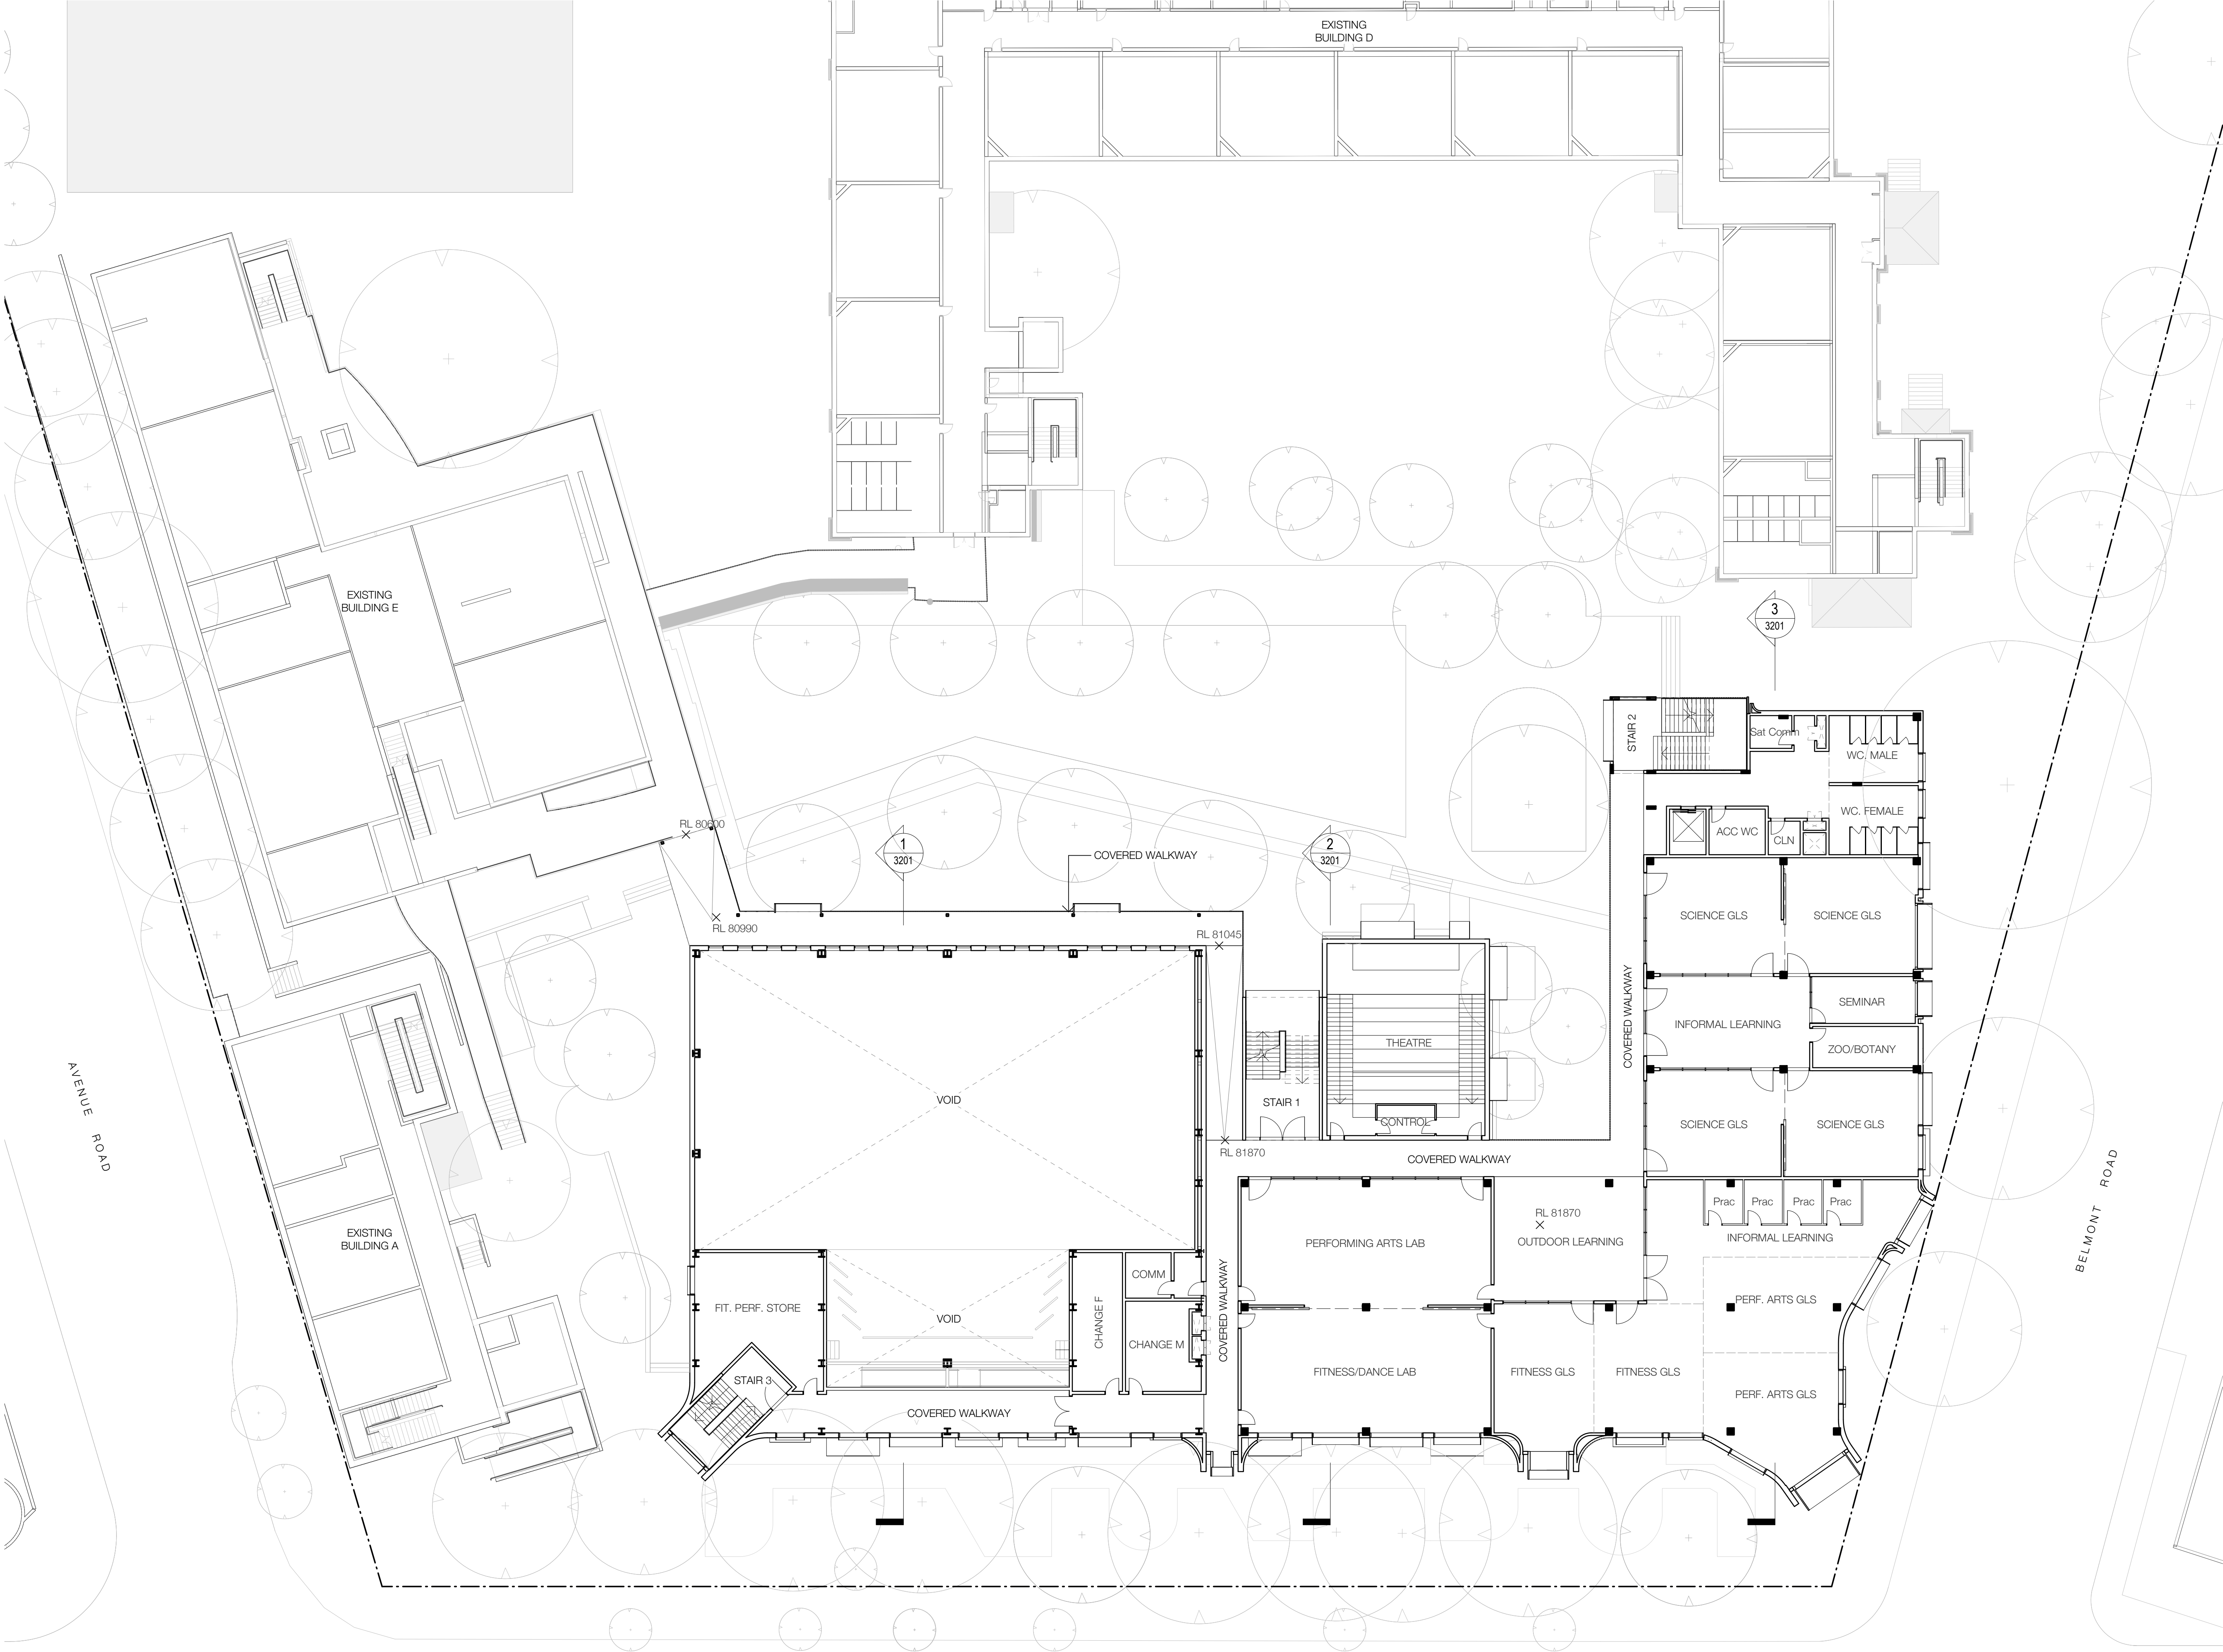 EXISTING
BUILDING D
EXISTING
BUILDING E
3
3201
STAIR 2
Sat Comm
WC. MALE
WC. FEMALE
ACC WC
CLN
RL 80600
1
3201
2
3201
COVERED WALKWAY
RL 80990
RL 81045
SCIENCE GLS
SCIENCE GLS
COVERED WALKWAY
SEMINAR
INFORMAL LEARNING
ZOO/BOTANY
THEATRE
VOID
STAIR 1
CONTROL
SCIENCE GLS
SCIENCE GLS
RL 81870
COVERED WALKWAY
AVENUE ROAD
BELMONT ROAD
EXISTING
BUILDING A
Prac
Prac
Prac
Prac
RL 81870
OUTDOOR LEARNING
INFORMAL LEARNING
PERFORMING ARTS LAB
COMM
FIT. PERF. STORE
VOID
CHANGE F
CHANGE M
COVERED WALKWAY
PERF. ARTS GLS
STAIR 3
FITNESS/DANCE LAB
FITNESS GLS
FITNESS GLS
PERF. ARTS GLS
COVERED WALKWAY